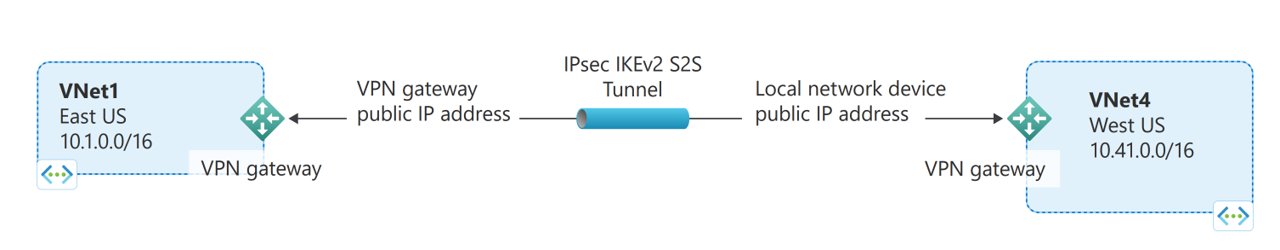 VNet1
East US
10.1.0.0/16
VPN gateway
VPN gateway
public IP address
IPsec IKEv2 S2S
Tunnel
Local network device
public IP address
VNet4
West US
10.41.0.0/16
VPN gateway